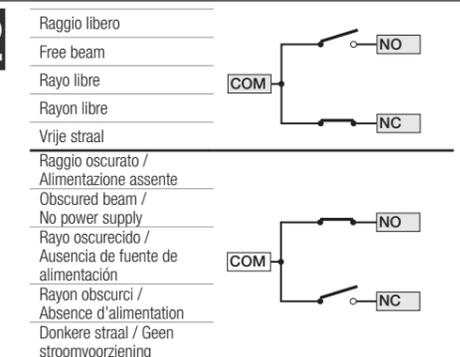 Raggio libero
Free beam
Rayo libre
Rayon libre
Vrije straal
COM
NO
NC
Raggio oscurato /
Alimentazione assente
Obscured beam /
No power supply
Rayo oscurecido /
Ausencia de fuente de
alimentación
Rayon obscurci /
Absence d'alimentation
Donkere straal / Geen
stroomvoorziening
COM
NO
NC